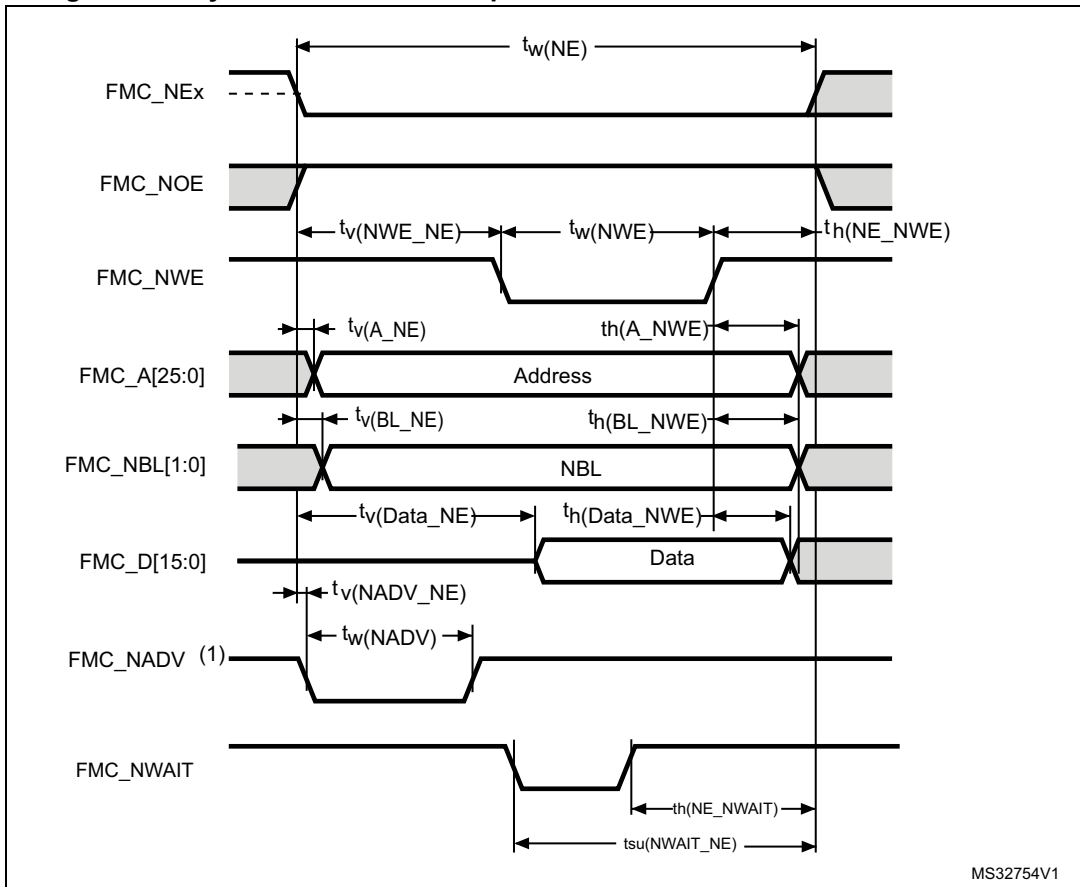 tw(NE)
FMC_NEx
FMC_NOE
tv(NWE_NE)
tw(NWE)
th(NE_NWE)
FMC_NWE
tv(A_NE)
th(A_NWE)
FMC_A[25:0]
Address
tv(BL_NE)
th(BL_NWE)
FMC_NBL[1:0]
NBL
tv(Data_NE)
th(Data_NWE)
FMC_D[15:0]
Data
tv(NADV_NE)
tw(NADV)
FMC_NADV (1)
FMC_NWAIT
th(NE_NWAIT)
tsu(NWAIT_NE)
MS32754V1